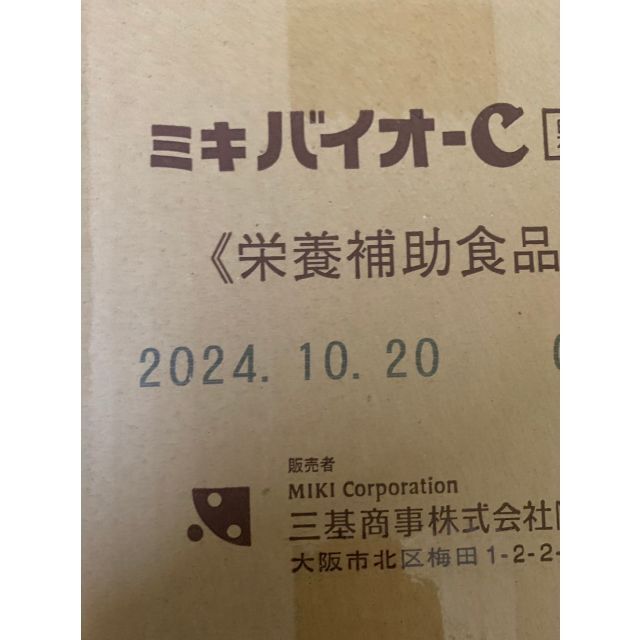 ミキバイオ-C
《栄養補助食品
2024.10.20
販売者
MIKI Corporation
三基商事株式会社
大阪市北区梅田1-2-2-